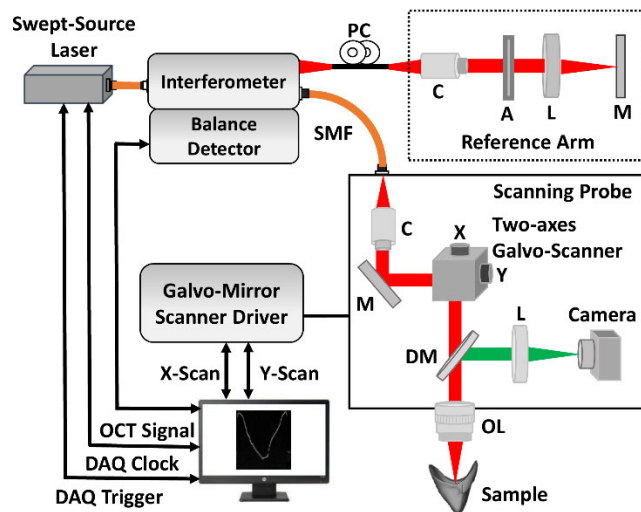 Swept-Source
Laser
Interferometer
Balance
Detector
PC
SMF
C
A
L
M
Reference Arm
Scanning Probe
C
M
X
Two-axes
Galvo-Scanner
Y
Galvo-Mirror
Scanner Driver
DM
L
Camera
X-Scan
Y-Scan
OL
OCT Signal
DAQ Clock
DAQ Trigger
Sample